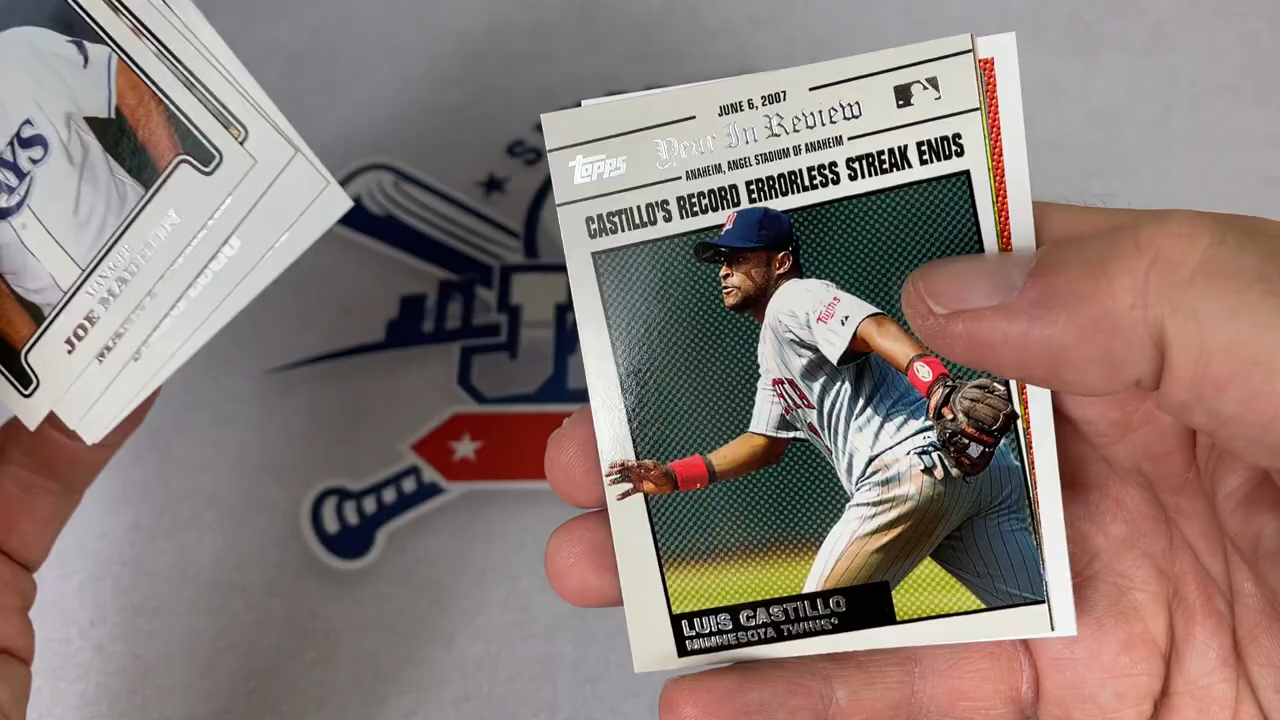 JUNE 6, 2007
Topps
Year In Review
ANAHEIM, ANGEL STADIUM OF ANAHEIM
CASTILLO'S RECORD ERRORLESS STREAK ENDS
Twins
LUIS CASTILLO
MINNESOTA TWINS®
RAYS
MANAGER
JOE MADDON